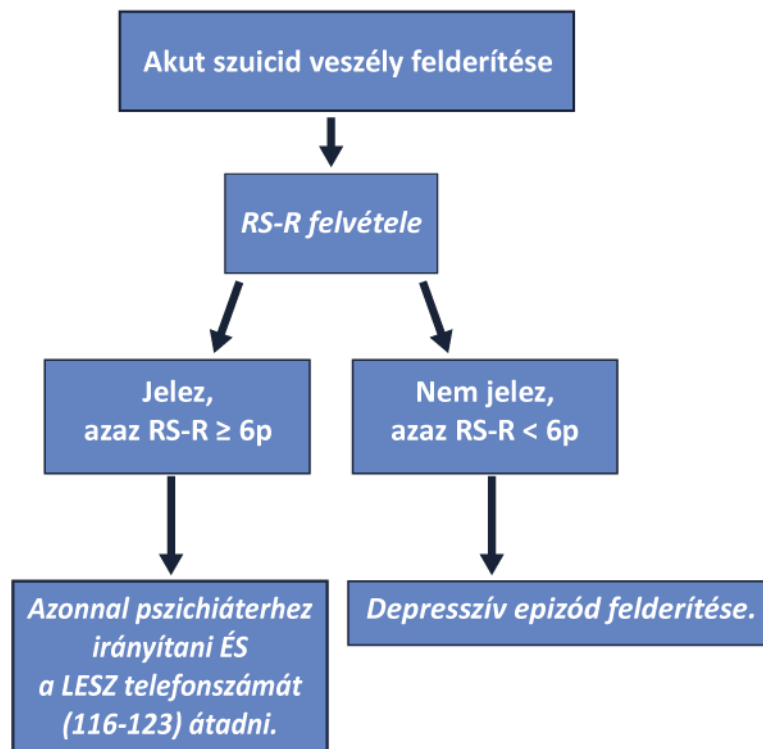 Akut szuicid veszély felderítése
RS-R felvétele
Jelez,
azaz RS-R ≥ 6p
Nem jelez,
azaz RS-R < 6p
Azonnal pszichiáterhez
irányítani ÉS
a LESZ telefonszámát
(116-123) átadni.
Depresszív epizód felderítése.